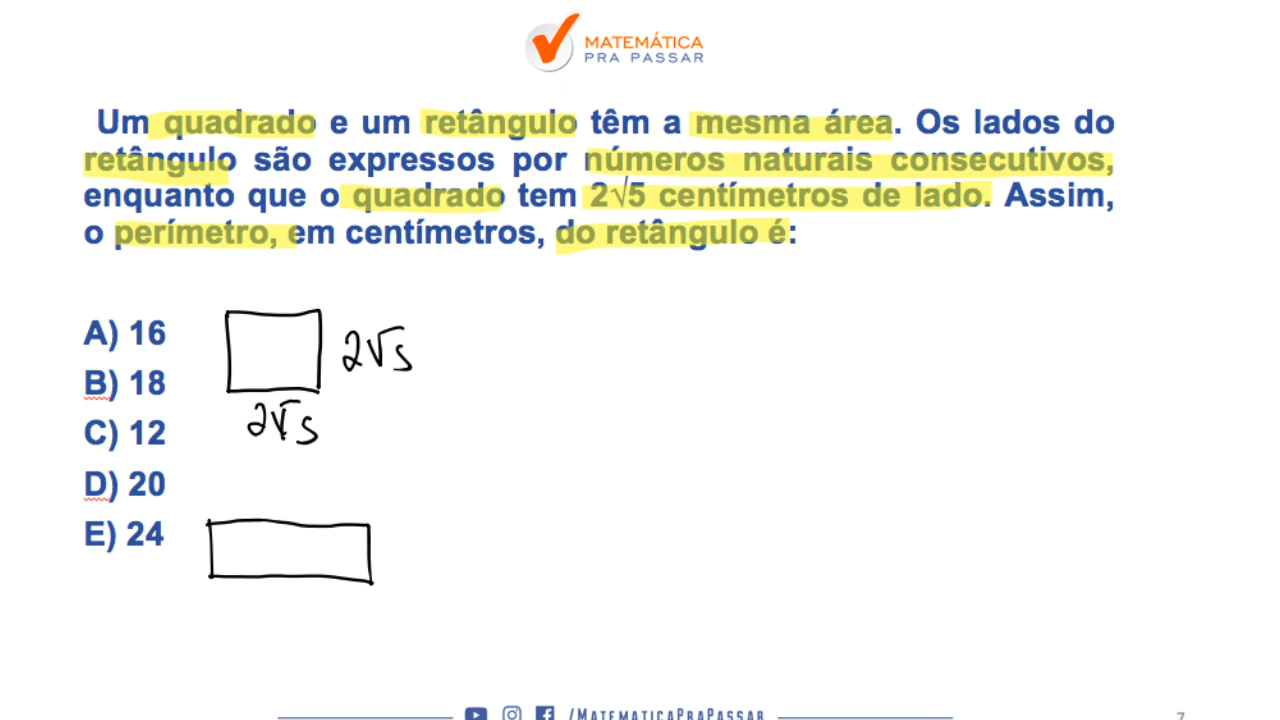 MATEMÁTICA
PRA PASSAR
Um quadrado e um retângulo têm a mesma área. Os lados do
retângulo são expressos por números naturais consecutivos,
enquanto que o quadrado tem 2√5 centímetros de lado. Assim,
o perímetro, em centímetros, do retângulo é:
A) 16
B) 18
C) 12
D) 20
E) 24
2√5
2√5
/MATEMATICAPRAPASSAR
7